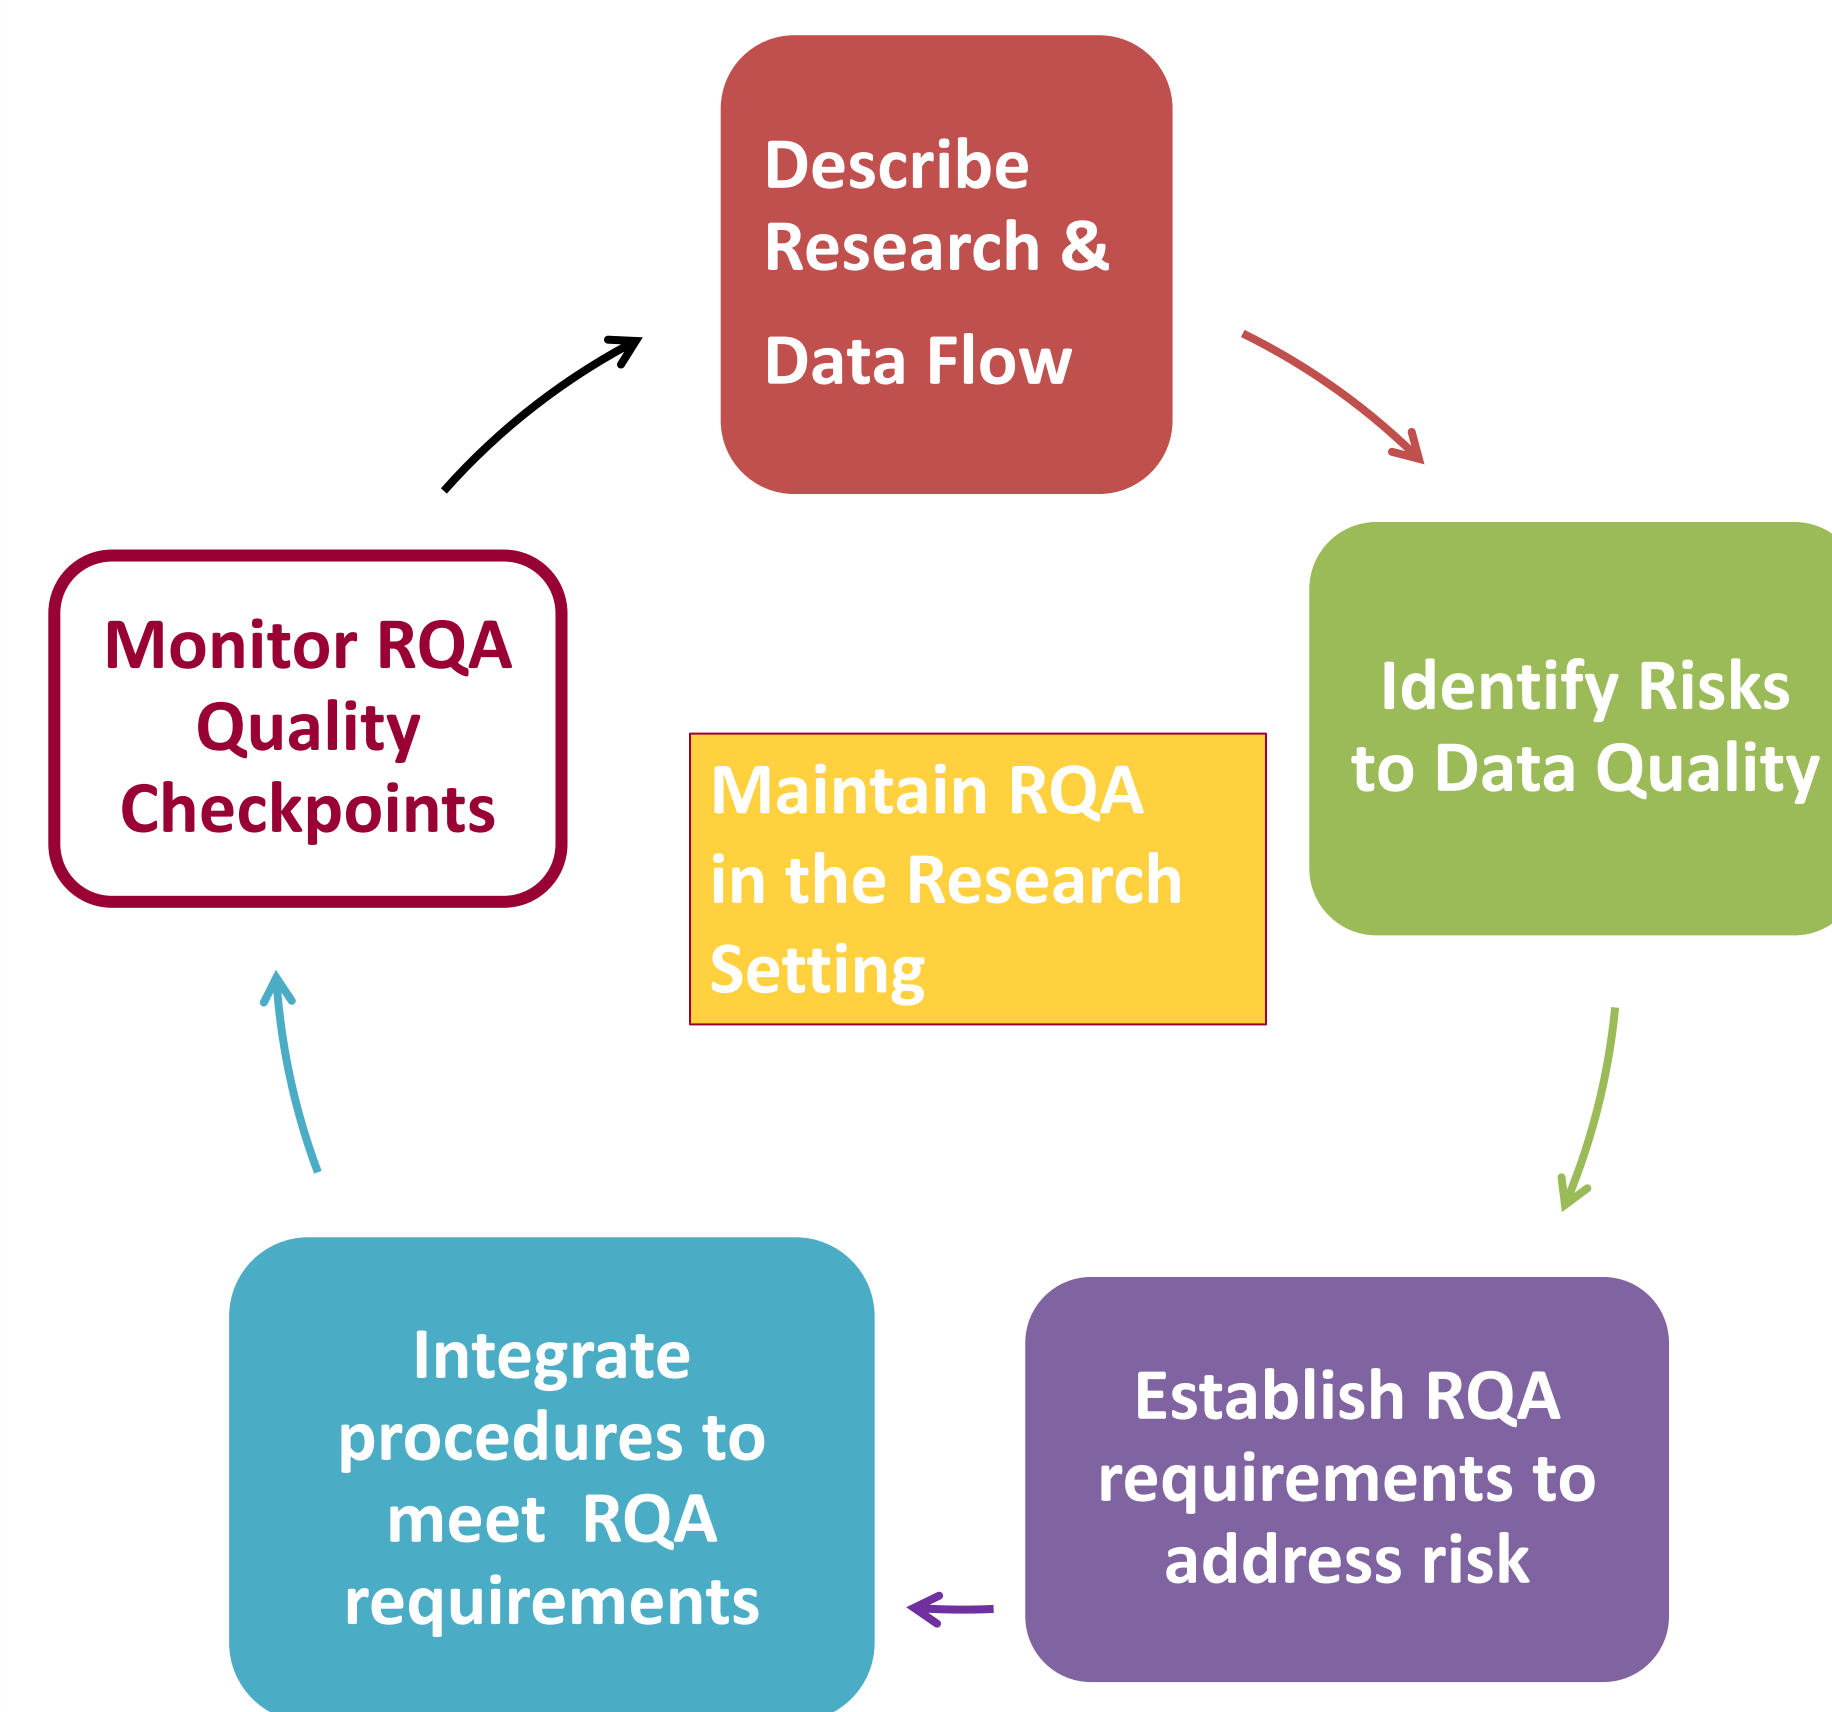 Describe
Research &
Data Flow
Identify Risks
to Data Quality
Establish RQA
requirements to
address risk
Integrate
procedures to
meet  RQA
requirements
Monitor RQA
Quality
Checkpoints
Maintain RQA
in the Research
Setting